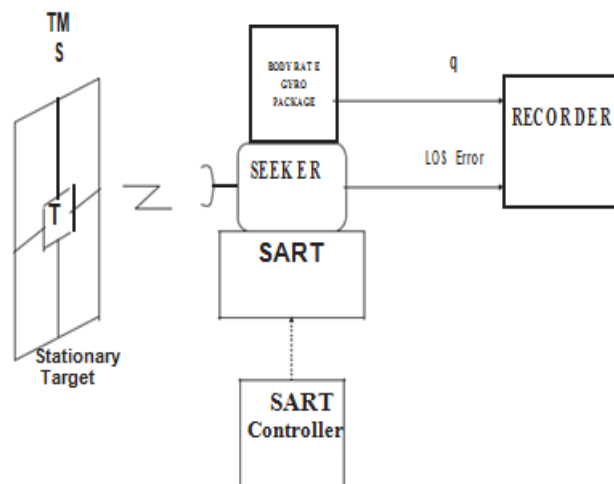 TM
S
BODY RATE
GYRO
PACKAGE
q
RECORDER
SEEKER
LOS Error
T
SART
Stationary
Target
SART
Controller